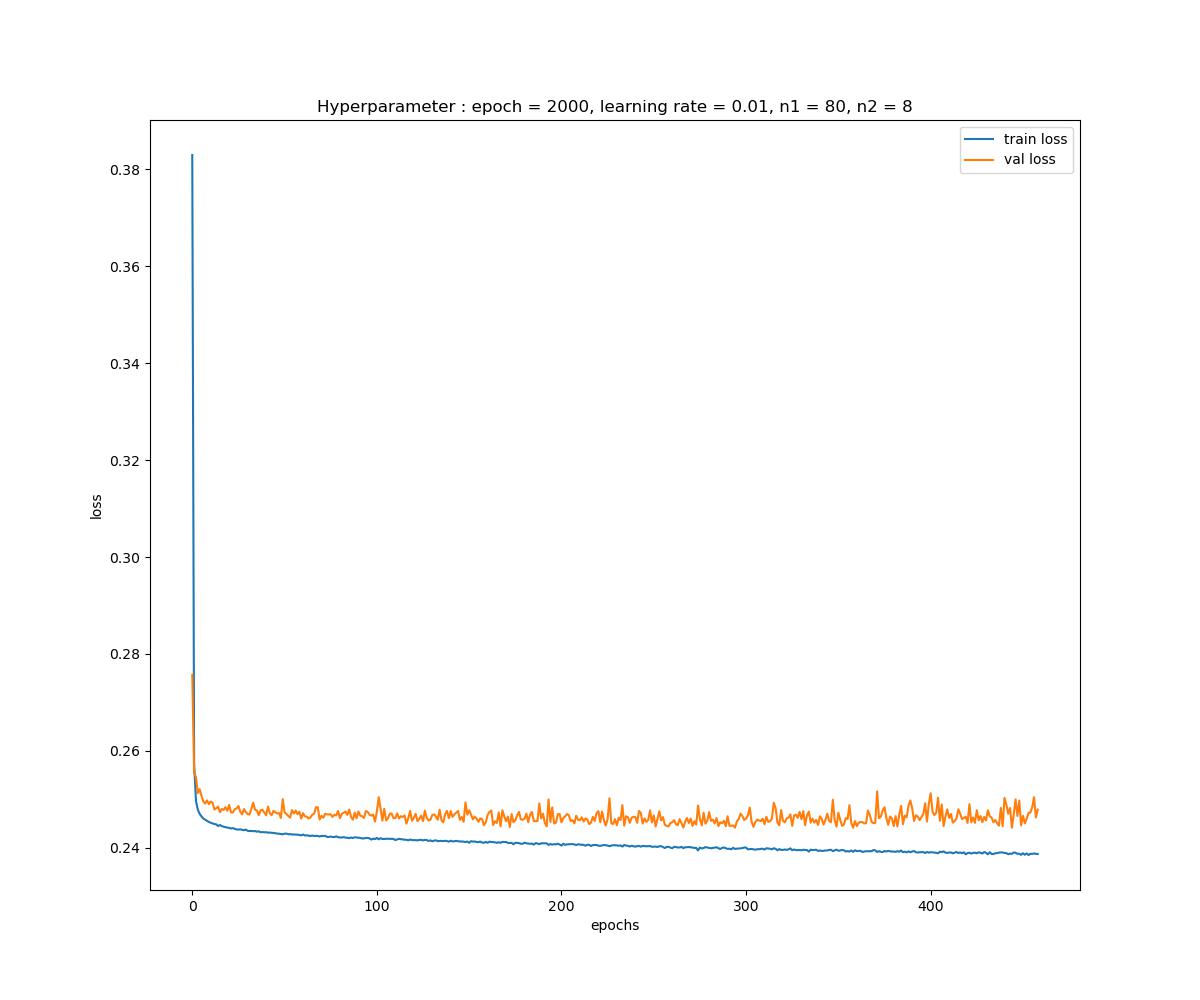 Hyperparameter : epoch = 2000, learning rate = 0.01, n1 = 80, n2 = 8
train loss
val loss
0.38
0.36
0.34
0.32
0.30
0.28
0.26
0.24
loss
0
100
200
300
400
epochs